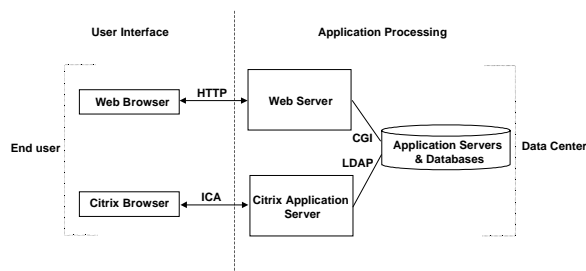 User Interface
Application Processing
HTTP
Web Browser
Web Server
CGI
End user
Application Servers
& Databases
Data Center
LDAP
ICA
Citrix Browser
Citrix Application
Server